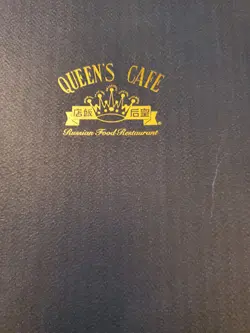 QUEEN'S CAFE
店飯 后皇
Russian Food Restaurant